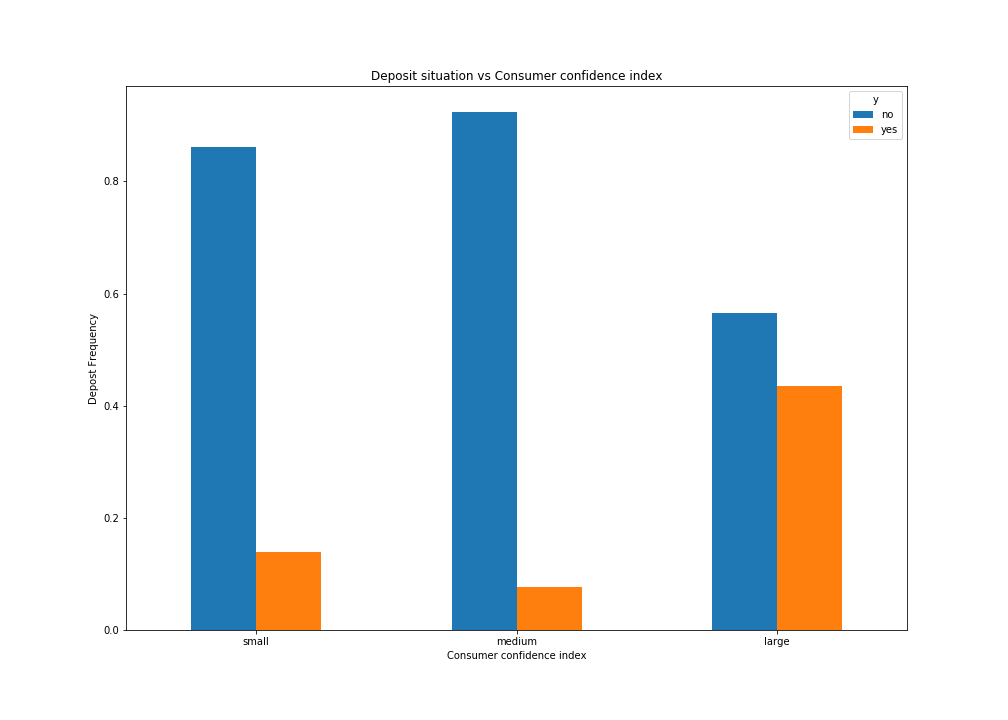 Deposit situation vs Consumer confidence index
y
no
yes
Depost Frequency
0.8
0.6
0.4
0.2
0.0
small medium large
Consumer confidence index